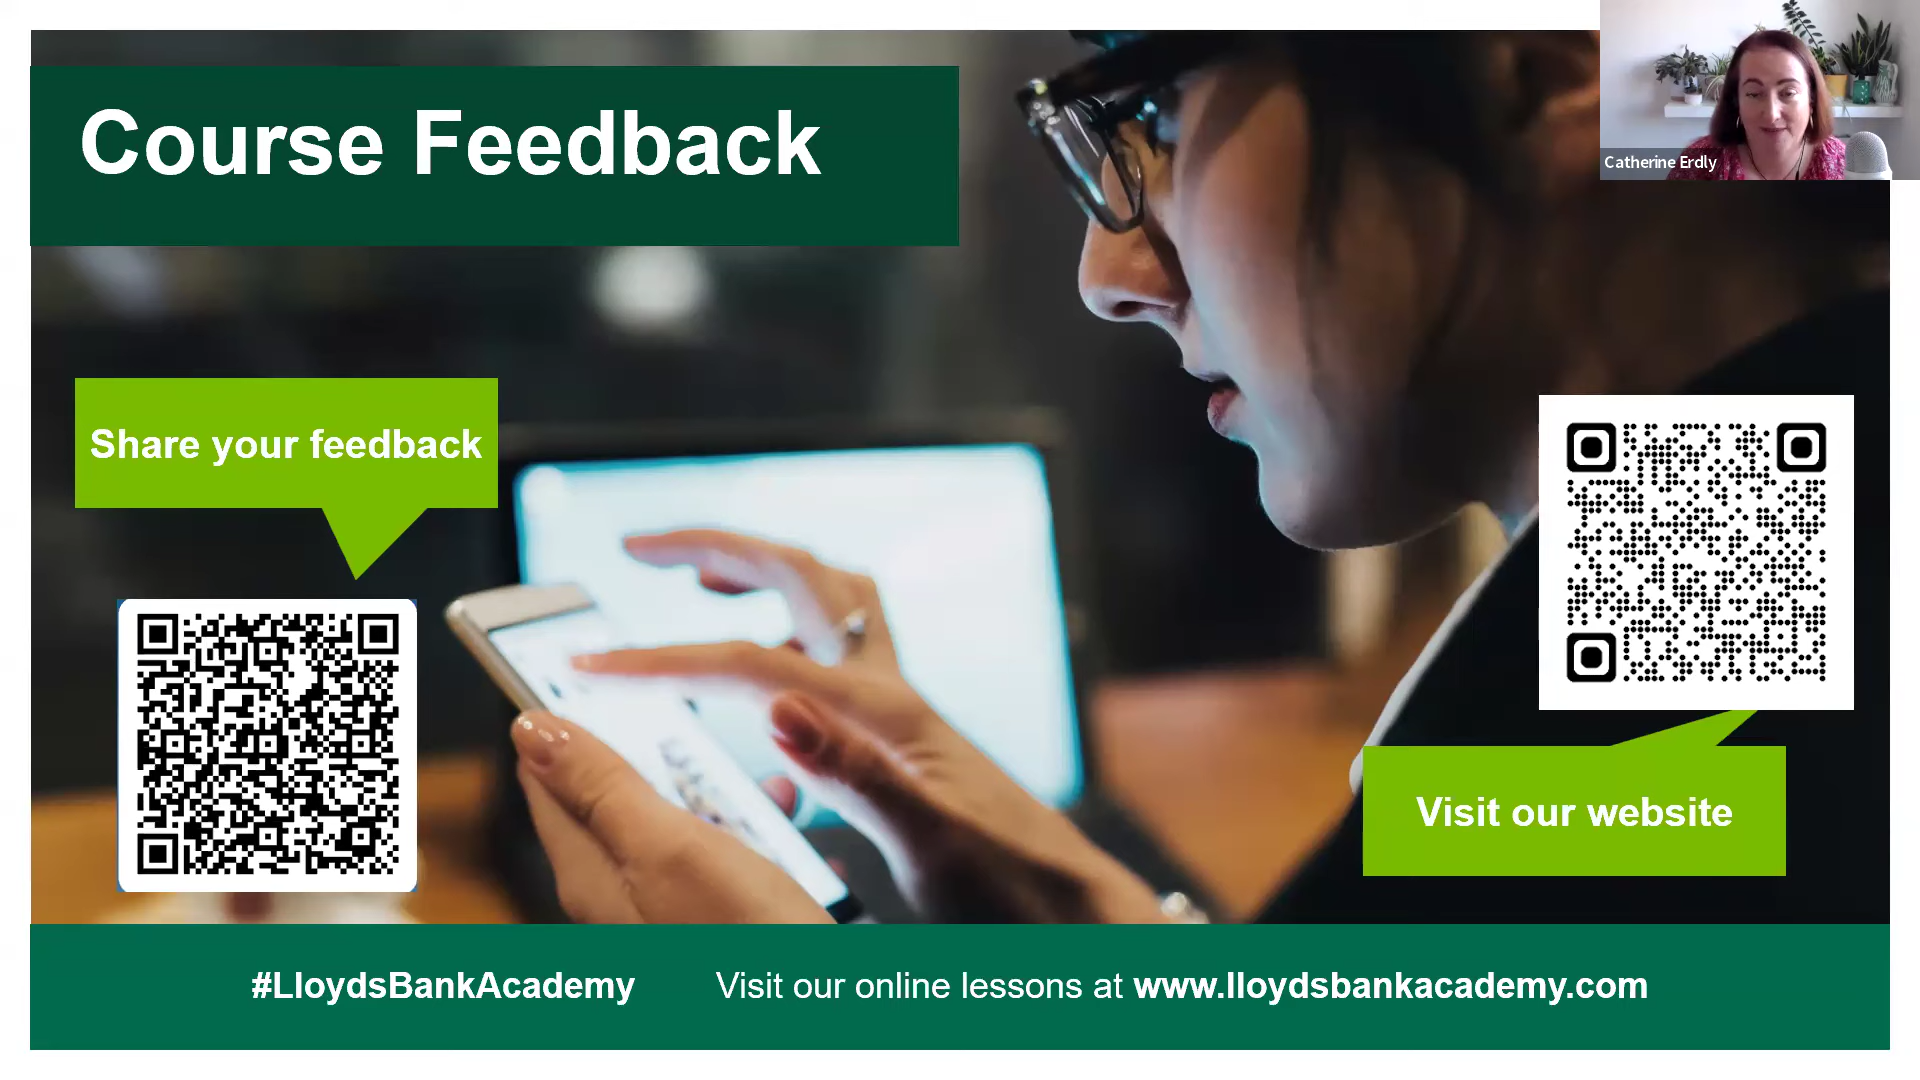 Course Feedback
Catherine Erdly
Share your feedback
Visit our website
#LloydsBankAcademy
Visit our online lessons at www.lloydsbankacademy.com